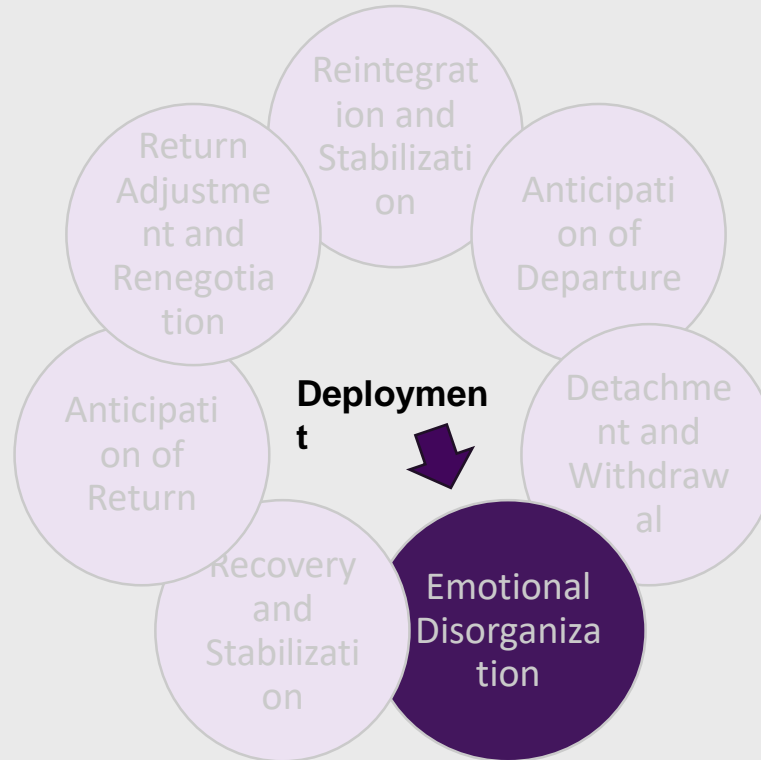 Reintegrat
ion and
Stabilizati
on
Anticipati
on of
Departure
Detachme
nt and
Withdraw
al
Emotional
Disorganiza
tion
Recovery
and
Stabilizati
on
Anticipati
on of
Return
Return
Adjustme
nt and
Renegotia
tion
Deploymen
t